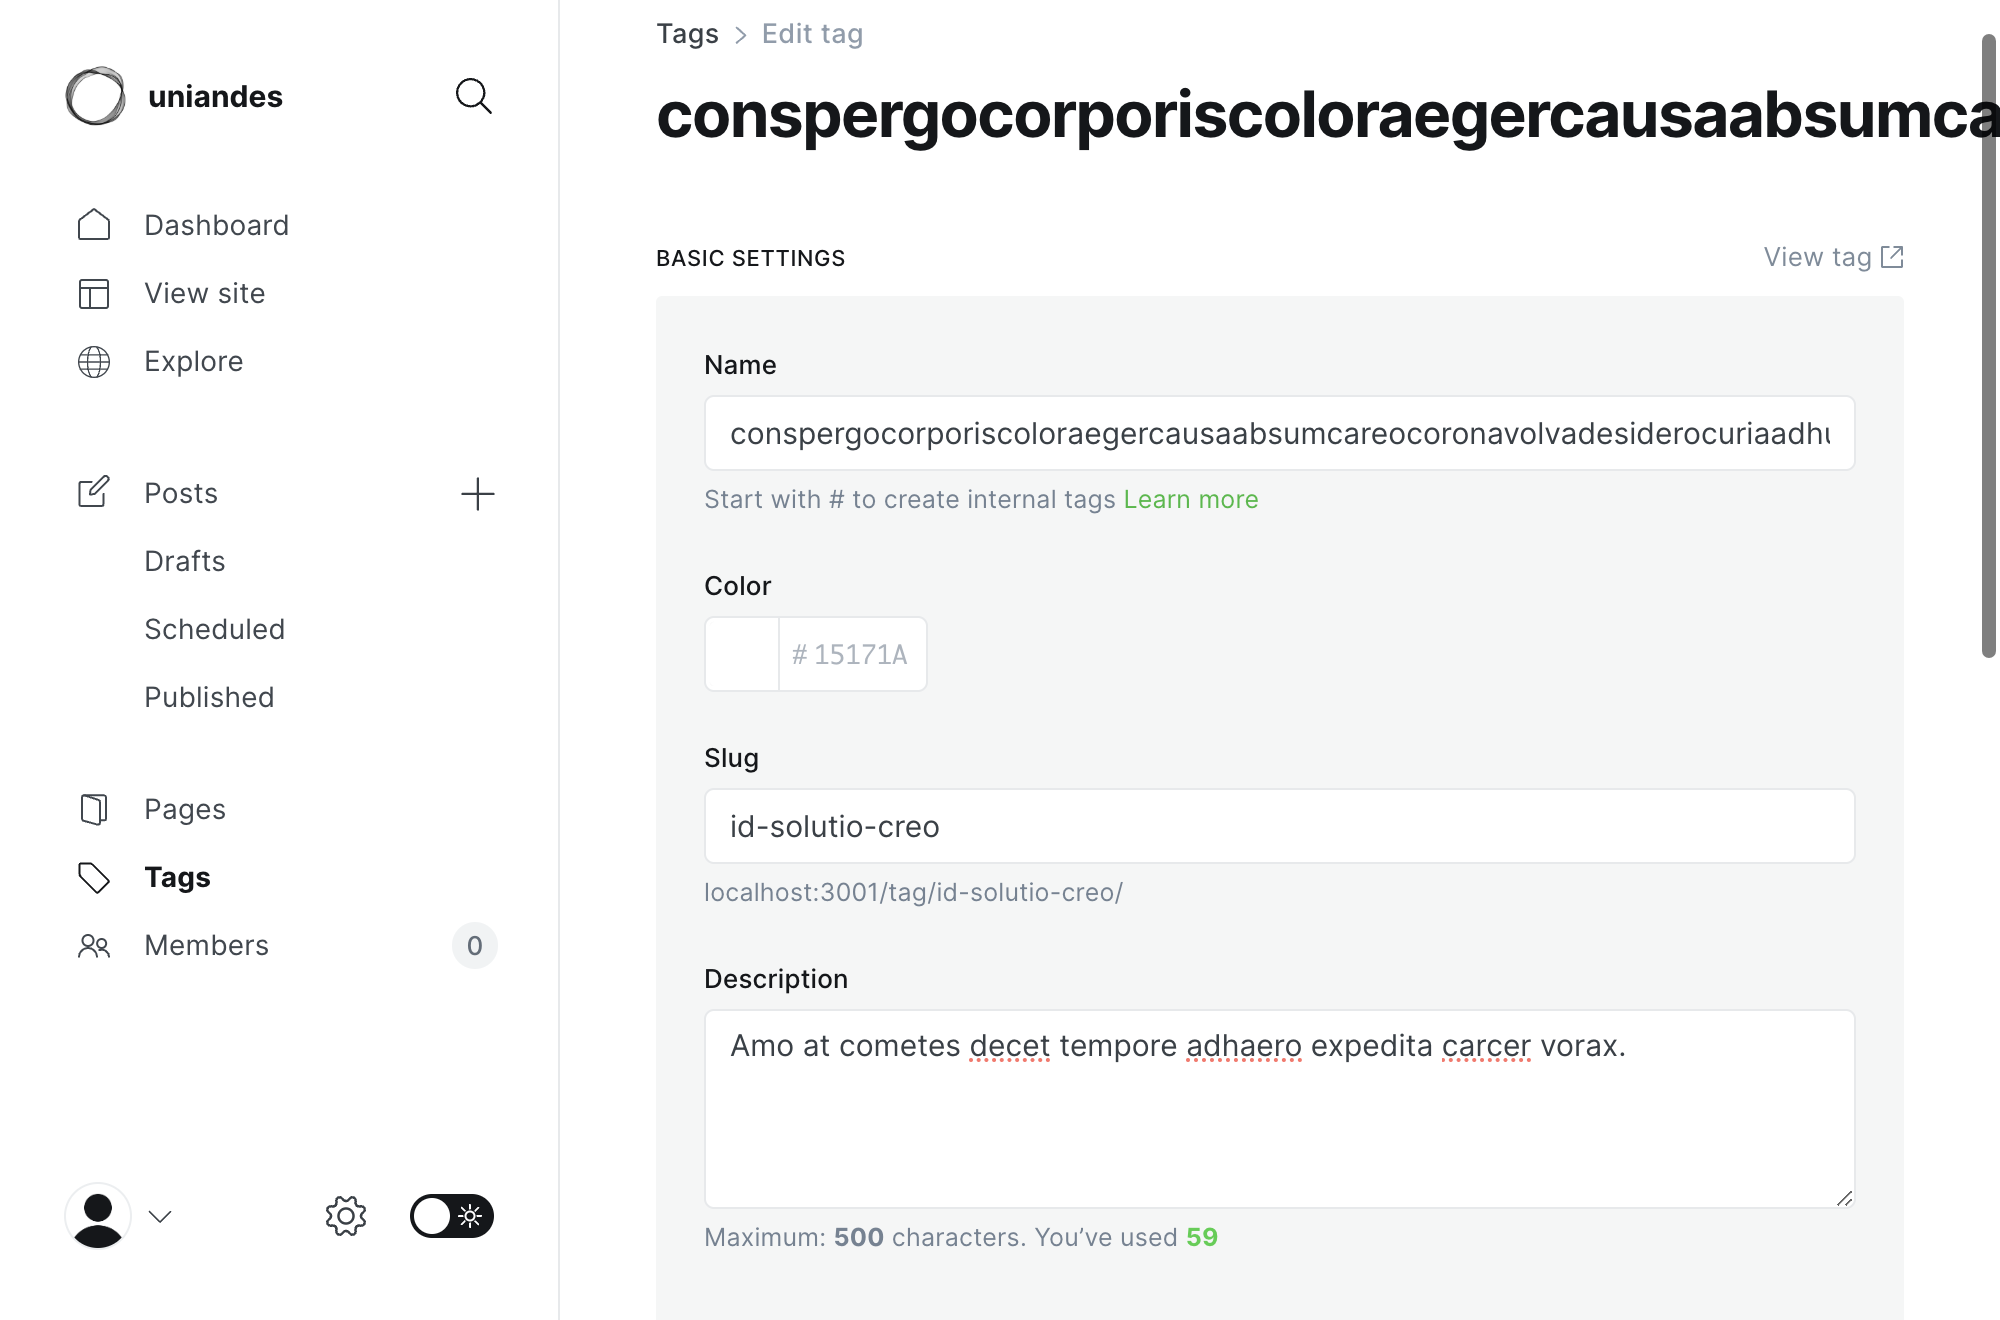 uniandes
Dashboard
View site
Explore
Posts
Drafts
Scheduled
Published
Pages
Tags
Members
0
Tags > Edit tag
conspergocorporiscoloraegercausaabsumca
BASIC SETTINGS
View tag
Name
conspergocorporiscoloraegercausaabsumcareocoronavolvadesiderocuriaadhu
Start with # to create internal tags Learn more
Color
# 15171A
Slug
id-solutio-creo
localhost:3001/tag/id-solutio-creo/
Description
Amo at cometes decet tempore adhaero expedita carcer vorax.
Maximum: 500 characters. You’ve used 59